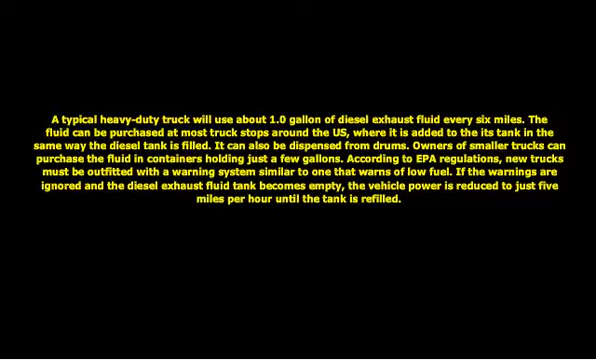 A typical heavy-duty truck will use about 1.0 gallon of diesel exhaust fluid every six miles. The
fluid can be purchased at most truck stops around the US, where it is added to the its tank in the
same way the diesel tank is filled. It can also be dispensed from drums. Owners of smaller trucks can
purchase the fluid in containers holding just a few gallons. According to EPA regulations, new trucks
must be outfitted with a warning system similar to one that warns of low fuel. If the warnings are
ignored and the diesel exhaust fluid tank becomes empty, the vehicle power is reduced to just five
miles per hour until the tank is refilled.